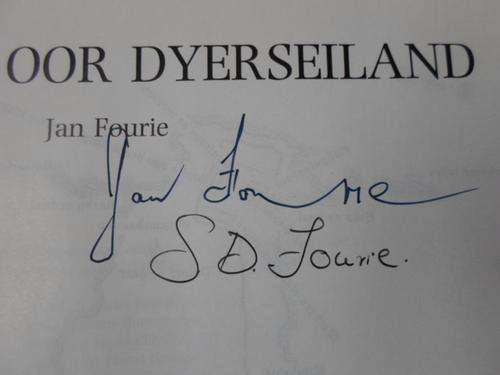 OOR DYERSEILAND
Jan Fourie
Jan Fourie
S D. Fourie.